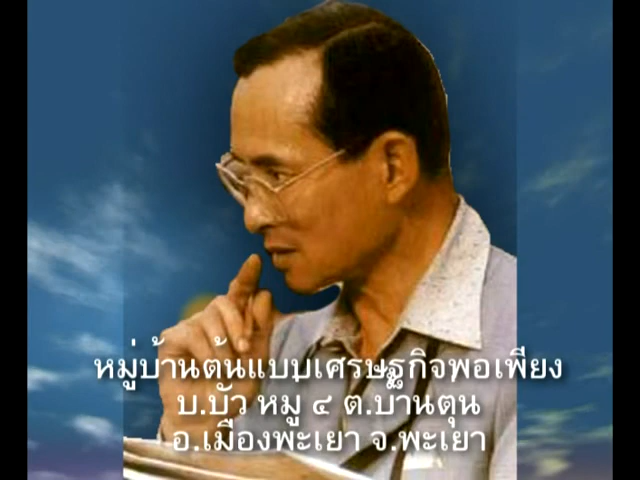 หมู่บ้านต้นแบบเศรษฐกิจพอเพียง
บ.บัว หมู่ ๔ ต.บ้านตุ่น
อ.เมืองพะเยา จ.พะเยา